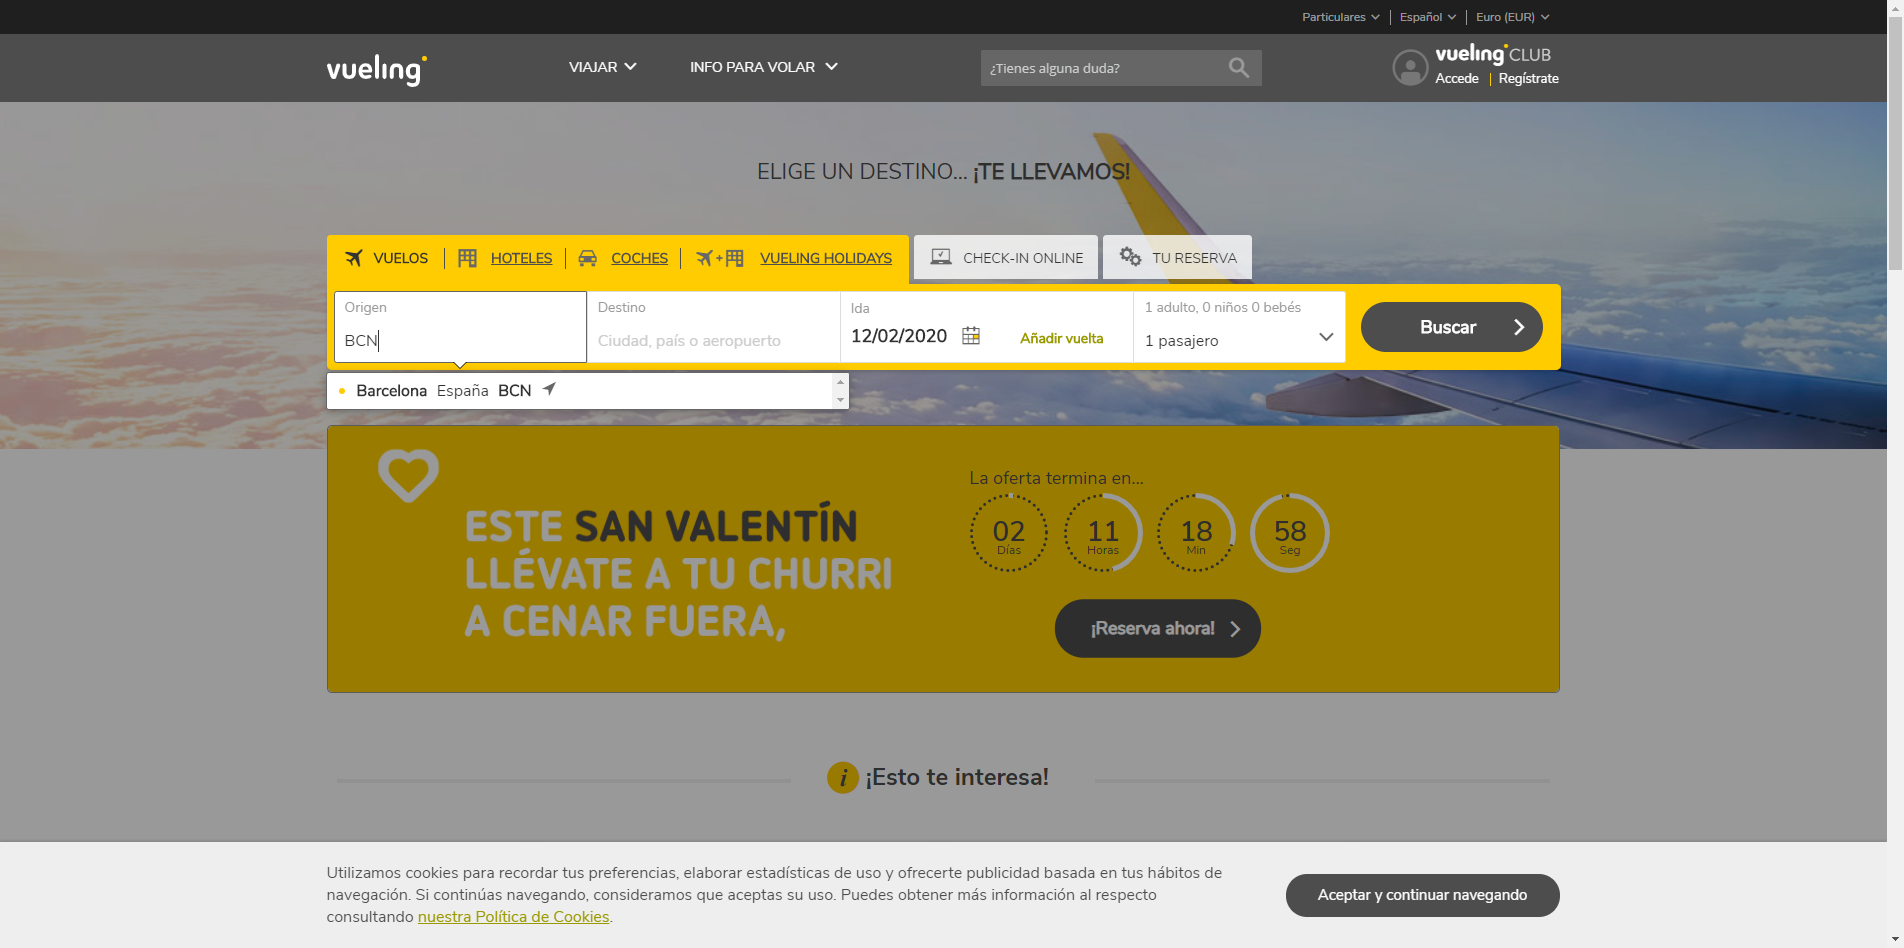 Particulares
Español
Euro (EUR)
vueling
VIAJAR
INFO PARA VOLAR
¿Tienes alguna duda?
vueling CLUB
Accede
Regístrate
ELIGE UN DESTINO... ¡TE LLEVAMOS!
VUELOS
HOTELES
COCHES
+
VUELING HOLIDAYS
CHECK-IN ONLINE
TU RESERVA
Origen
BCN
Destino
Ciudad, país o aeropuerto
Ida
12/02/2020
Añadir vuelta
1 adulto, 0 niños 0 bebés
1 pasajero
Buscar
Barcelona España BCN
ESTE SAN VALENTÍN
LLÉVATE A TU CHURRI
A CENAR FUERA,
La oferta termina en...
02
Días
11
Horas
18
Min
58
Seg
¡Reserva ahora!
i ¡Esto te interesa!
Utilizamos cookies para recordar tus preferencias, elaborar estadísticas de uso y ofrecerte publicidad basada en tus hábitos de
navegación. Si continúas navegando, consideramos que aceptas su uso. Puedes obtener más información al respecto
consultando nuestra Política de Cookies.
Aceptar y continuar navegando